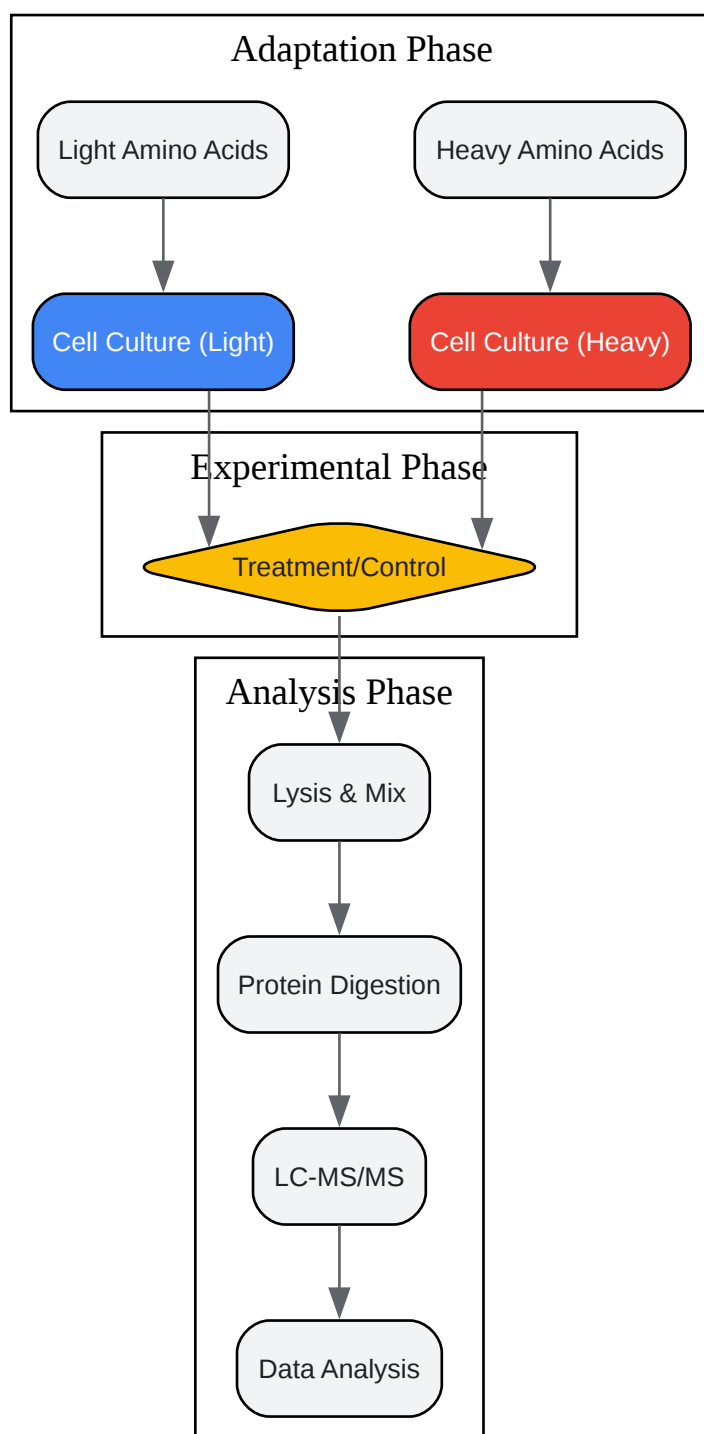 Adaptation Phase
Light Amino Acids
Heavy Amino Acids
Cell Culture (Light)
Cell Culture (Heavy)
Experimental Phase
Treatment/Control
Analysis Phase
Lysis & Mix
Protein Digestion
LC-MS/MS
Data Analysis